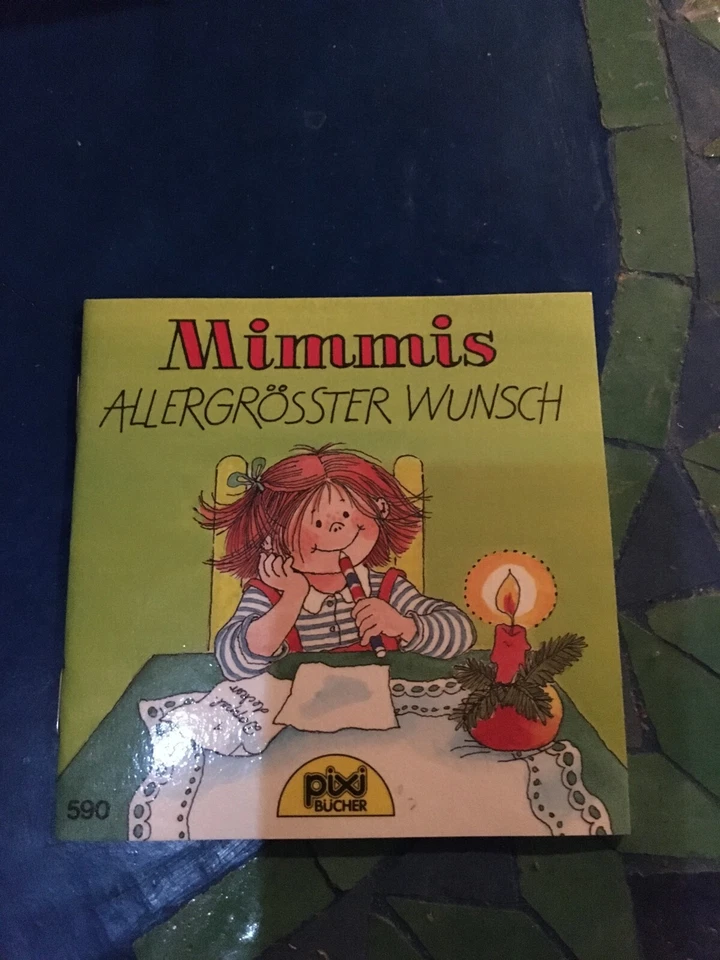 Mimmis
ALLERGRÖSSTER WUNSCH
pixi
BÜCHER
590